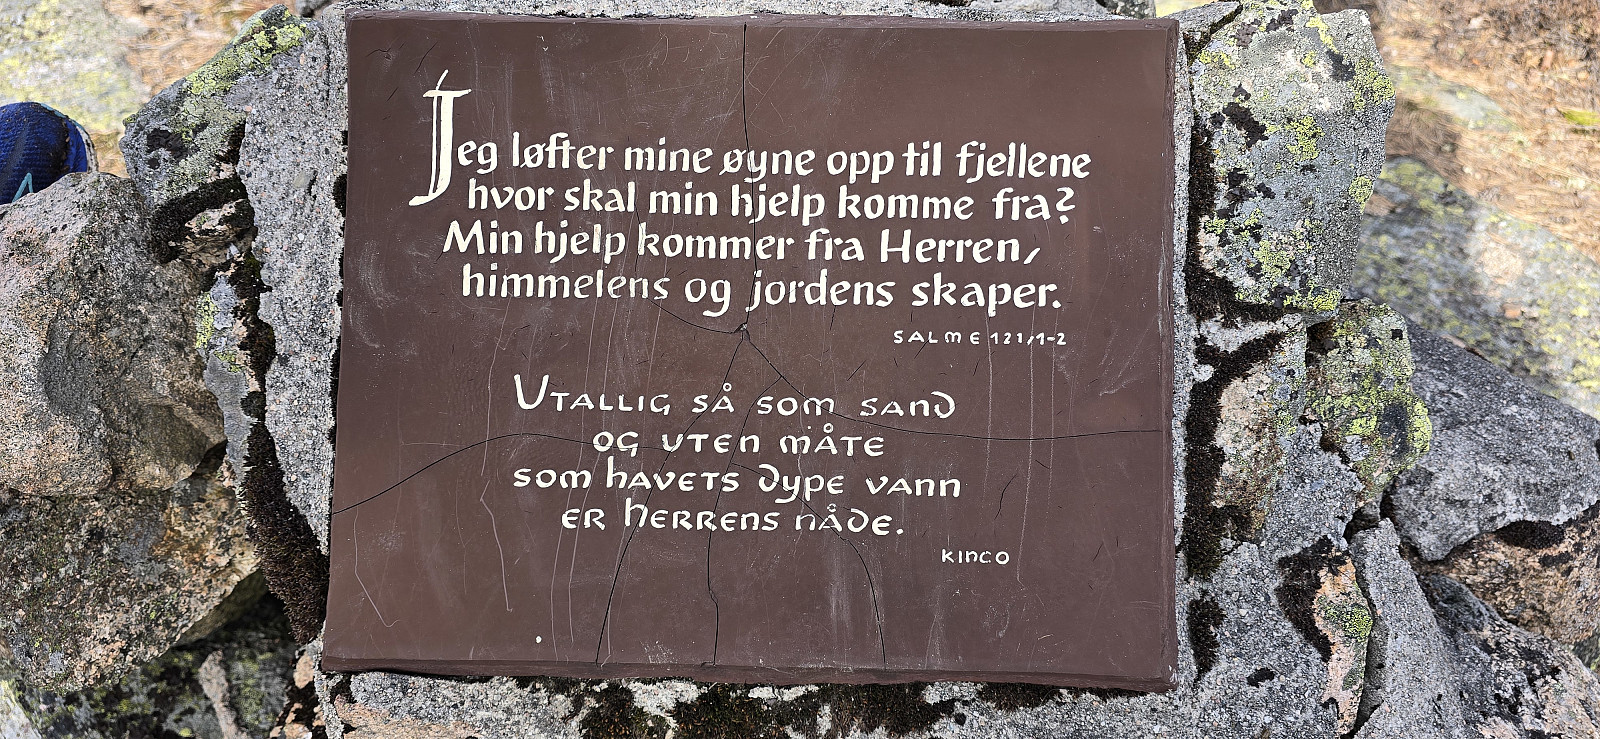 Jeg løfter mine øyne opp til fjellene
hvor skal min hjelp komme fra?
Min hjelp kommer fra Herren,
himmelens og jordens skaper.
SALME 121,1-2
UTALLIG SÅ SOM SAND
OG UTEN MÅTE
SOM HAVETS DYPE VANN
ER HERRENS NÅDE.
KINGO